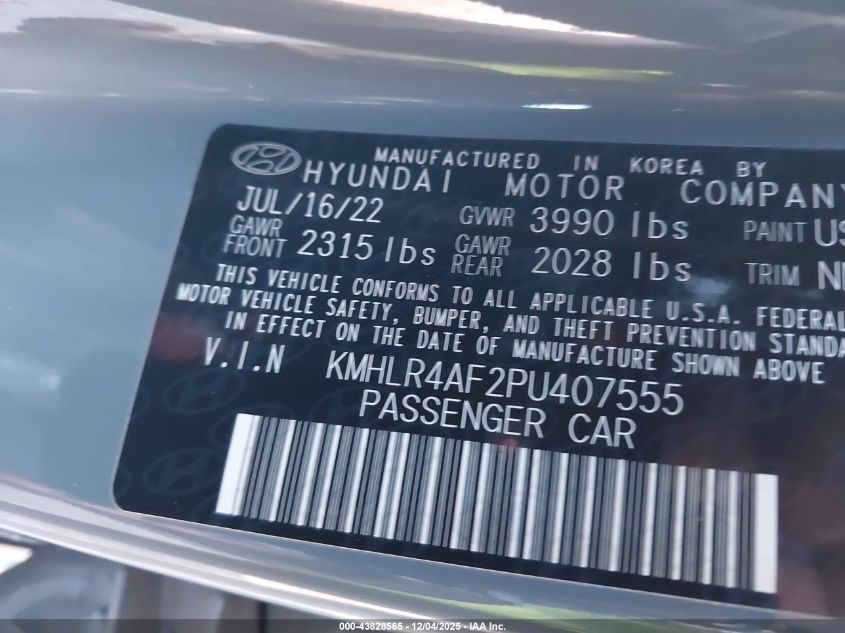 MANUFACTURED IN KOREA BY
HYUNDAI MOTOR COMPANY
JUL/16/22 GVWR 3990 lbs PAINT
GAWR FRONT 2315 lbs GAWR REAR 2028 lbs TRIM
THIS VEHICLE CONFORMS TO ALL APPLICABLE U.S.A. FEDERAL
MOTOR VEHICLE SAFETY, BUMPER, AND THEFT PREVENTION
IN EFFECT ON THE DATE OF MANUFACTURE SHOWN ABOVE
V.I.N KMHLR4AF2PU407555
PASSENGER CAR
000-43828565 - 12/04/2025 - IAA Inc.